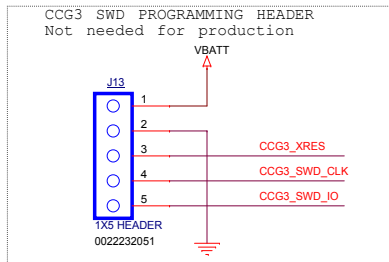 CCG3 SWD PROGRAMMING HEADER
Not needed for production
VBATT
J13
1
2
3
CCG3_XRES
4
CCG3_SWD_CLK
5
CCG3_SWD_IO
1X5 HEADER
0022232051